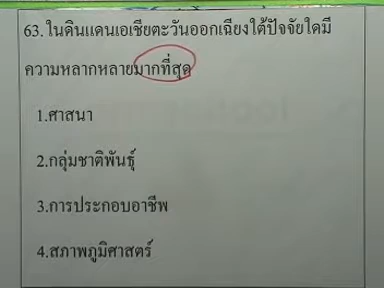 63. ในดินแดนเอเชียตะวันออกเฉียงใต้ปัจจัยใดมี
ความหลากหลายมากที่สุด
1.ศาสนา
2.กลุ่มชาติพันธุ์
3.การประกอบอาชีพ
4.สภาพภูมิศาสตร์